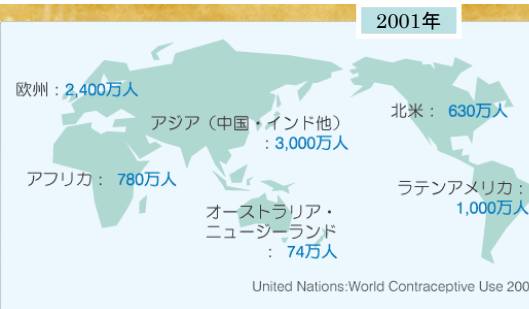 2001年
欧州：2,400万人
アジア（中国・インド他）
：3,000万人
北米： 630万人
アフリカ： 780万人
ラテンアメリカ：
1,000万人
オーストラリア・
ニュージーランド
： 74万人
United Nations:World Contraceptive Use 200